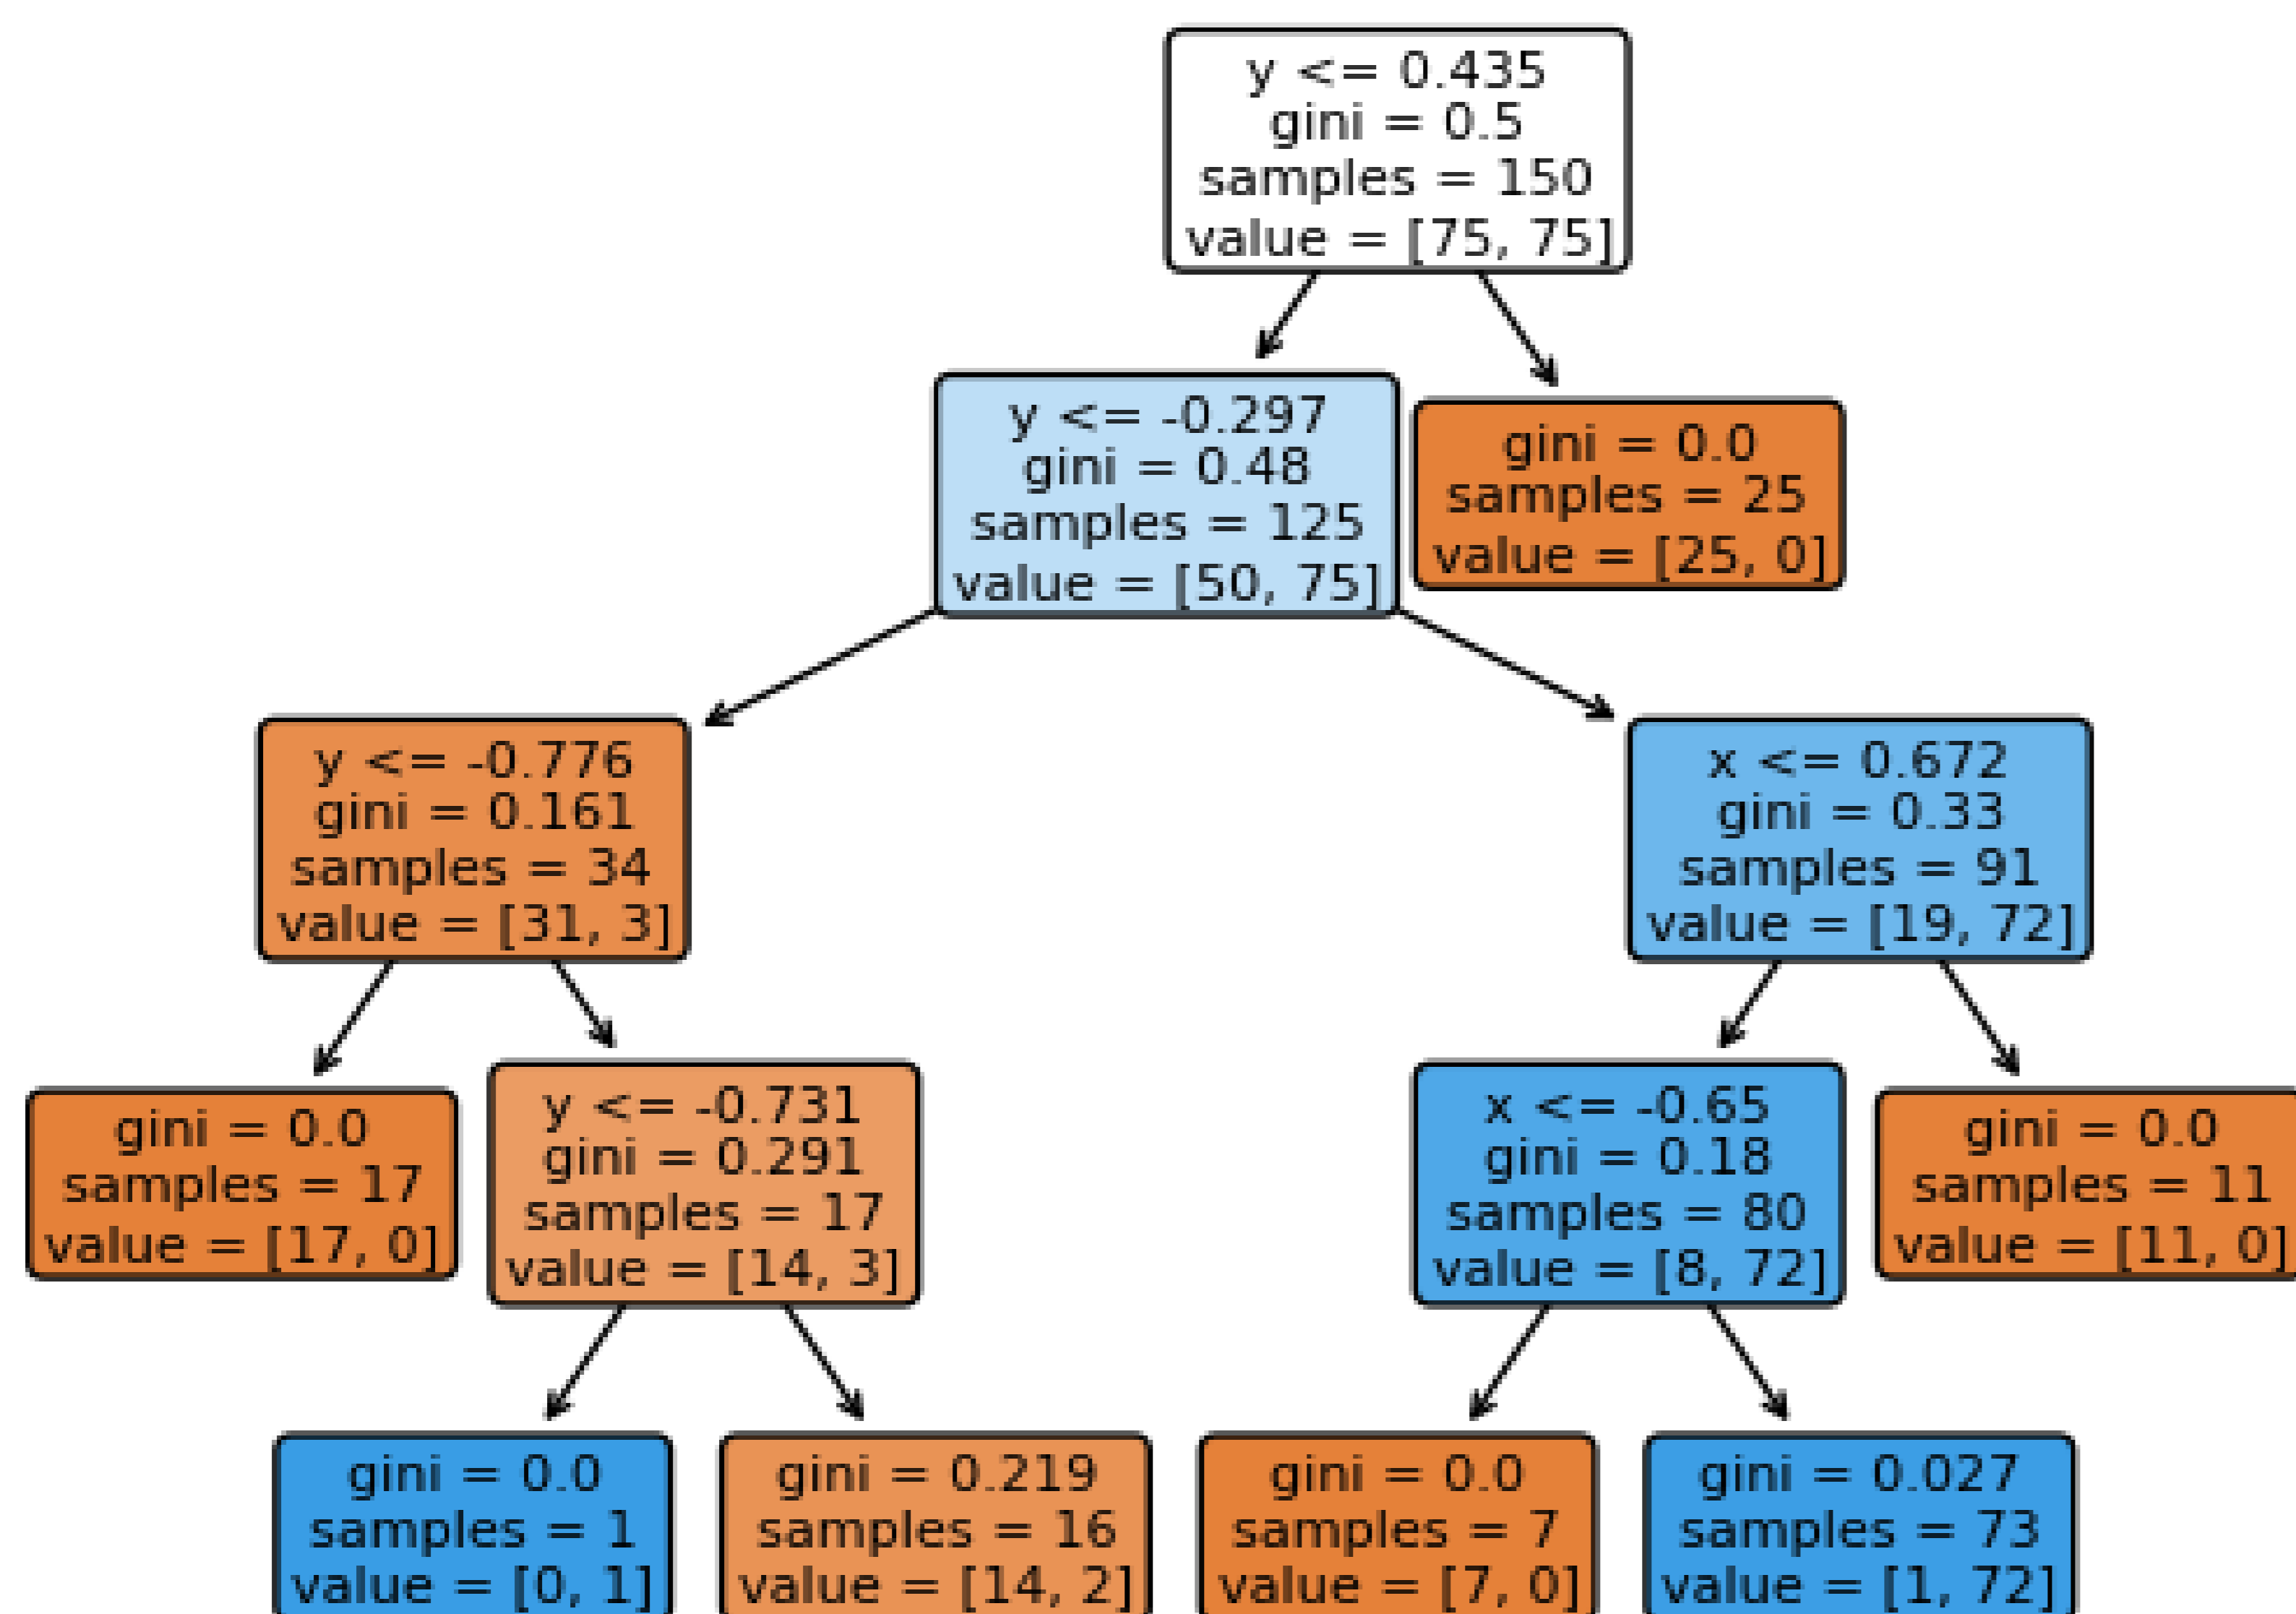 y <= 0.435
gini = 0.5
samples = 150
value = [75, 75]
y <= -0.297
gini = 0.48
samples = 125
value = [50, 75]
gini = 0.0
samples = 25
value = [25, 0]
y <= -0.776
gini = 0.161
samples = 34
value = [31, 3]
x <= 0.672
gini = 0.33
samples = 91
value = [19, 72]
gini = 0.0
samples = 17
value = [17, 0]
y <= -0.731
gini = 0.291
samples = 17
value = [14, 3]
x <= -0.65
gini = 0.18
samples = 80
value = [8, 72]
gini = 0.0
samples = 11
value = [11, 0]
gini = 0.0
samples = 1
value = [0, 1]
gini = 0.219
samples = 16
value = [14, 2]
gini = 0.0
samples = 7
value = [7, 0]
gini = 0.027
samples = 73
value = [1, 72]